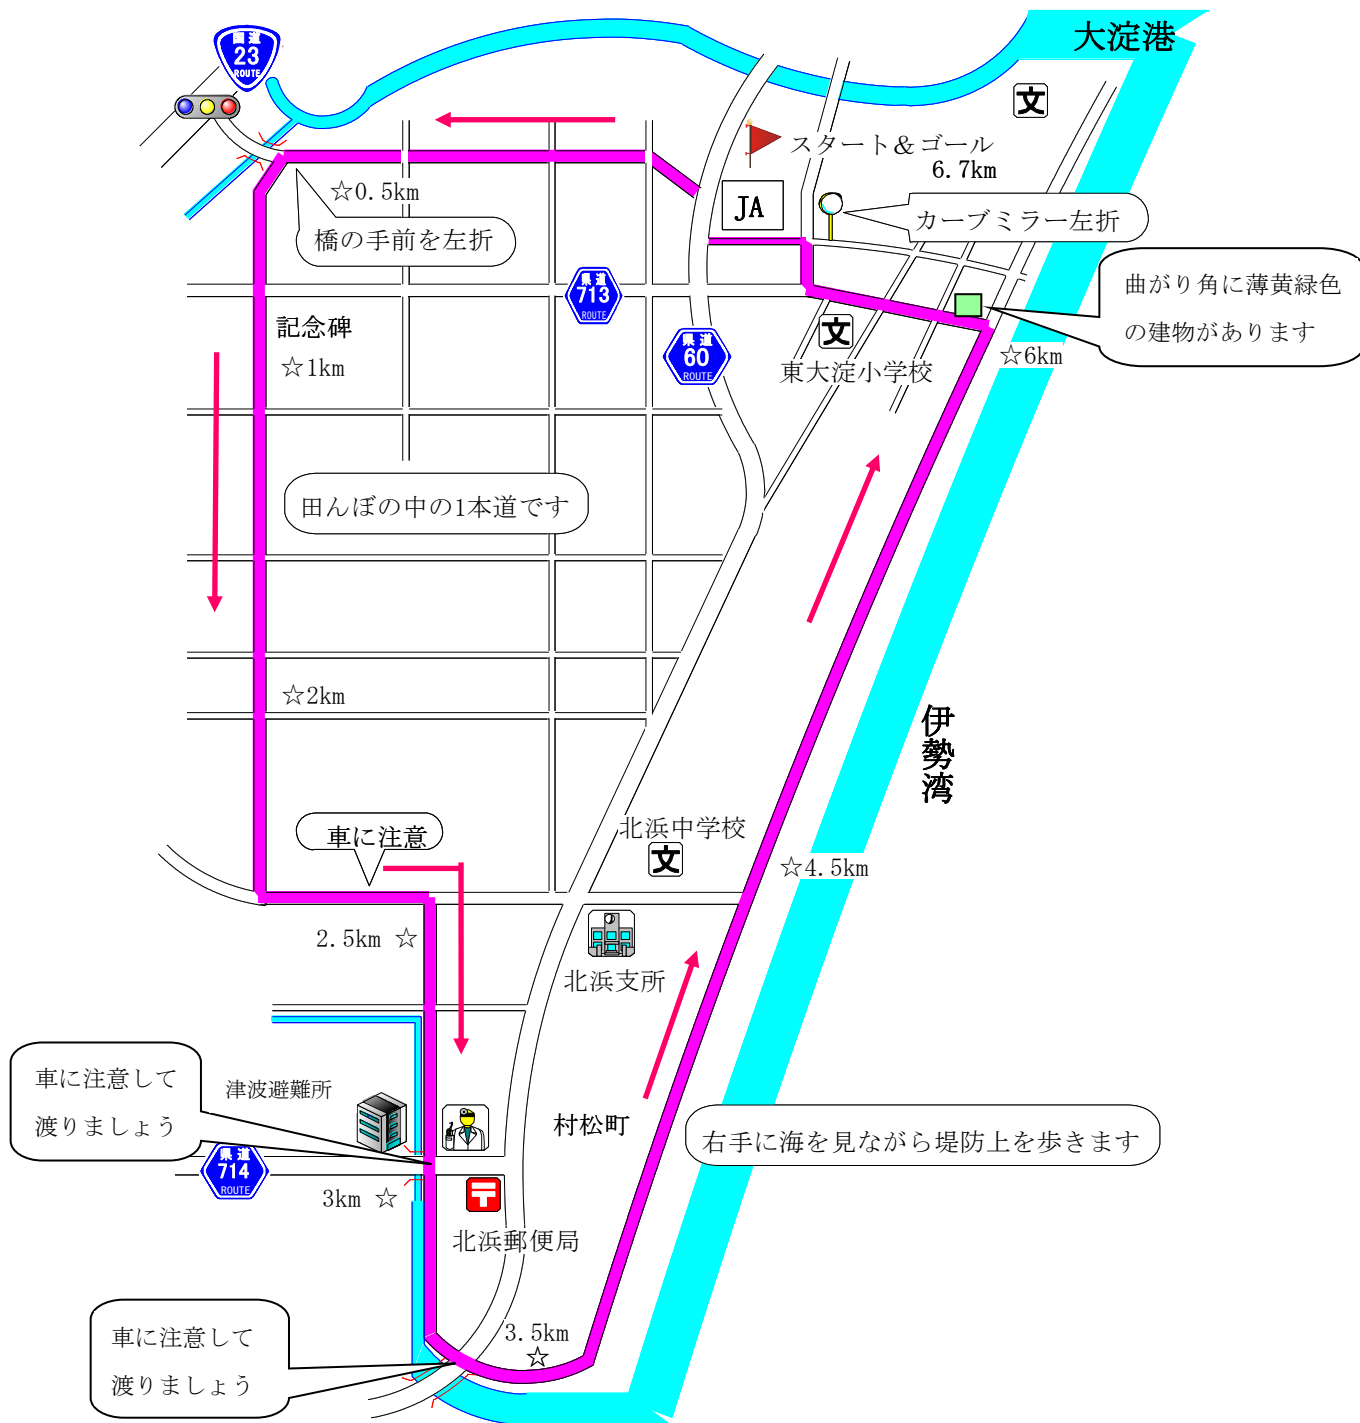 大淀港
国道
23
ROUTE
文
スタート＆ゴール
6.7km
☆0.5km
JA
カーブミラー左折
橋の手前を左折
曲がり角に薄黄緑色
の建物があります
県道
713
ROUTE
記念碑
☆1km
県道
60
ROUTE
文
東大淀小学校
☆6km
田んぼの中の1本道です
☆2km
伊勢湾
車に注意
北浜中学校
文
☆4.5km
2.5km ☆
北浜支所
車に注意して
渡りましょう
津波避難所
村松町
右手に海を見ながら堤防上を歩きます
県道
714
ROUTE
3km ☆
〒
北浜郵便局
車に注意して
渡りましょう
3.5km
☆